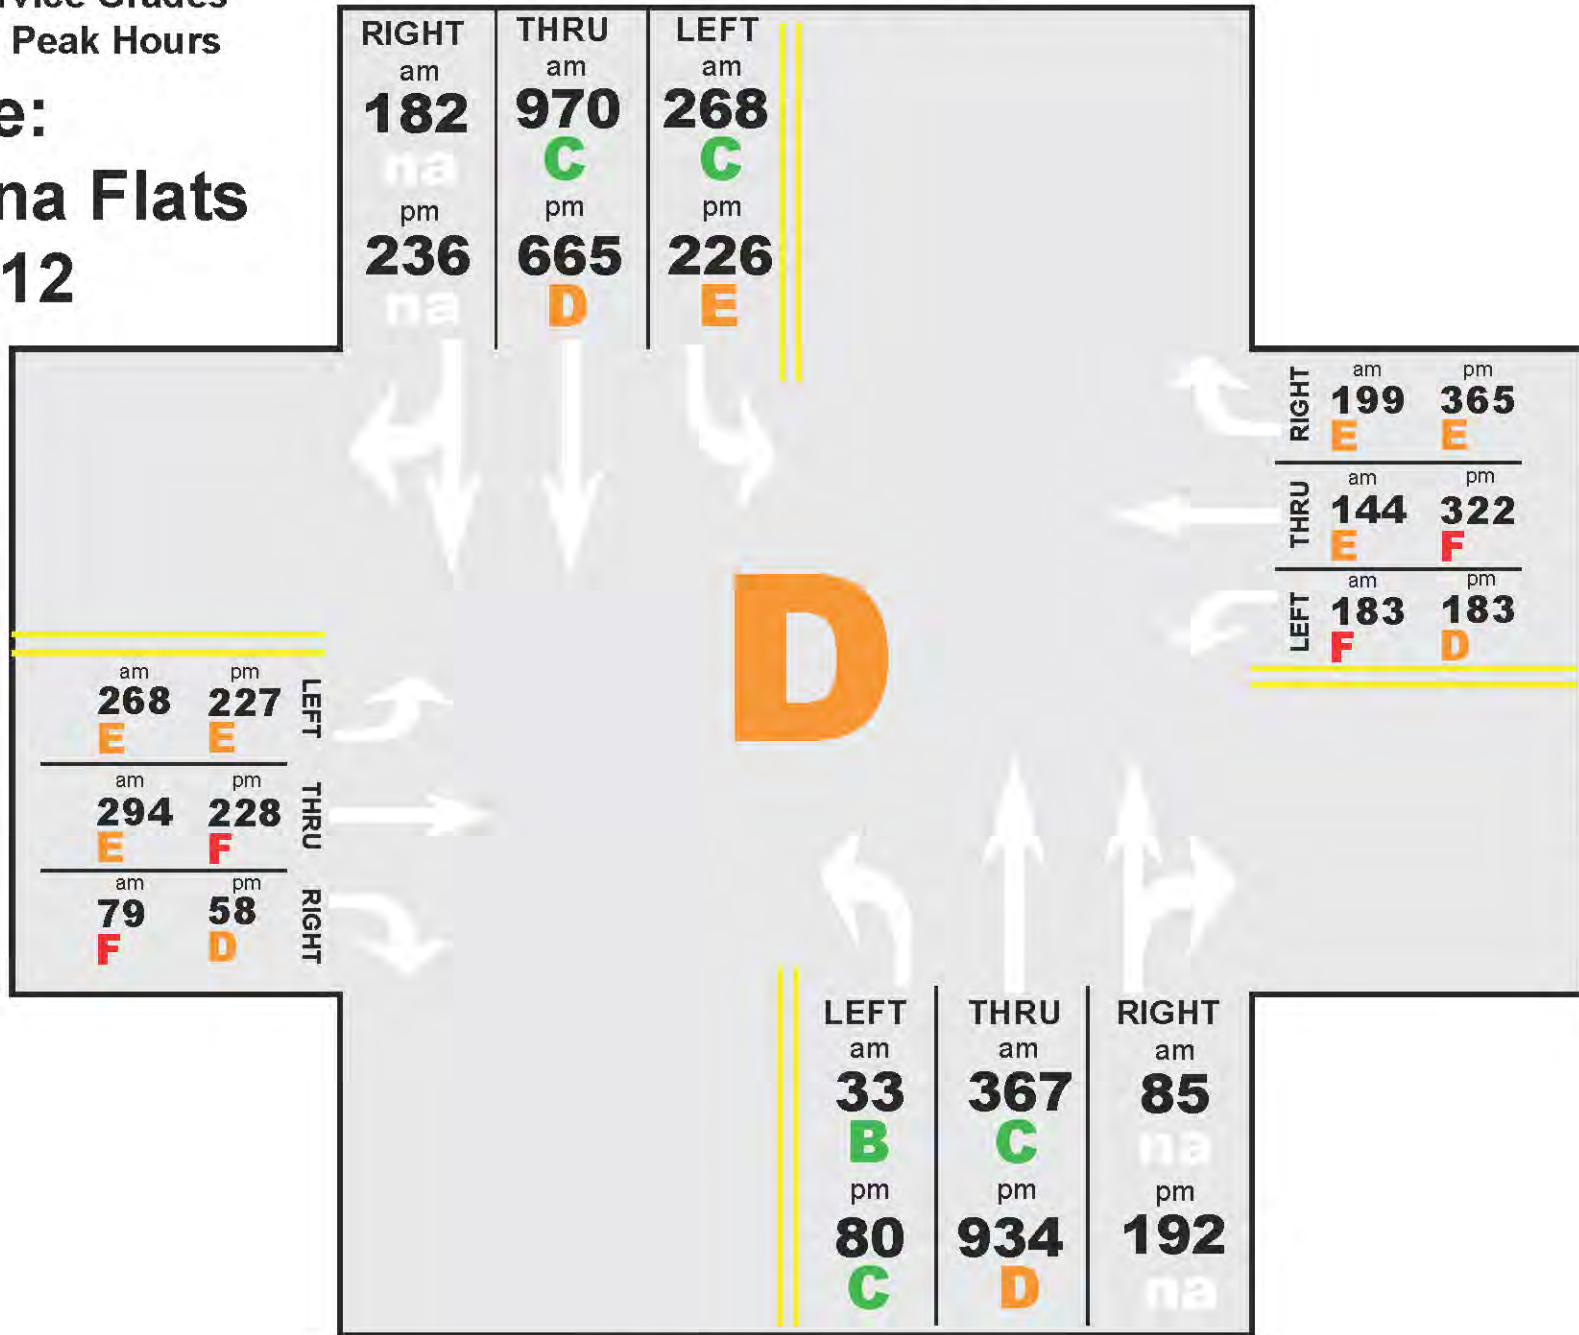 Peak Hours
Flats
12
RIGHT THRU LEFT
am am am
182 970 268
na C C
pm pm pm
236 665 226
na D E
RIGHT
am pm
199 365
E E
THRU
am pm
144 322
E F
LEFT
am pm
183 183
F D
D
am pm
268 227
E E
LEFT
am pm
294 228
E F
THRU
am pm
79 58
F D
RIGHT
LEFT THRU RIGHT
am am am
33 367 85
B C na
pm pm pm
80 934 192
C D na